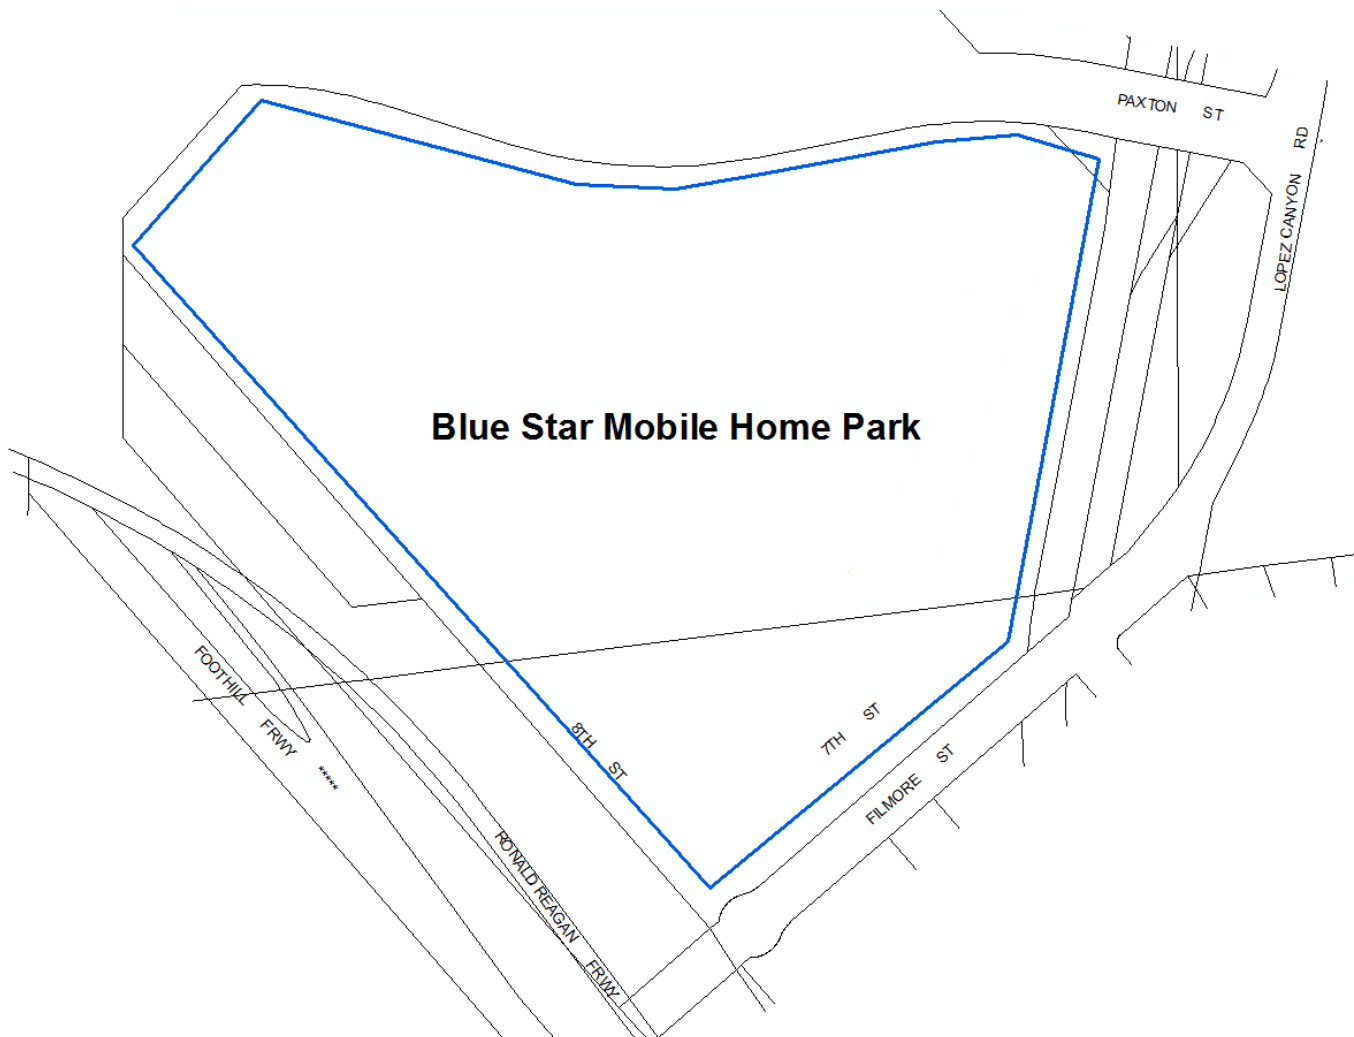 PAXTON ST
LOPEZ CANYON RD
Blue Star Mobile Home Park
FOOTHILL FRWY *****
8TH ST
7TH ST
FILMORE ST
RONALD REAGAN FRWY